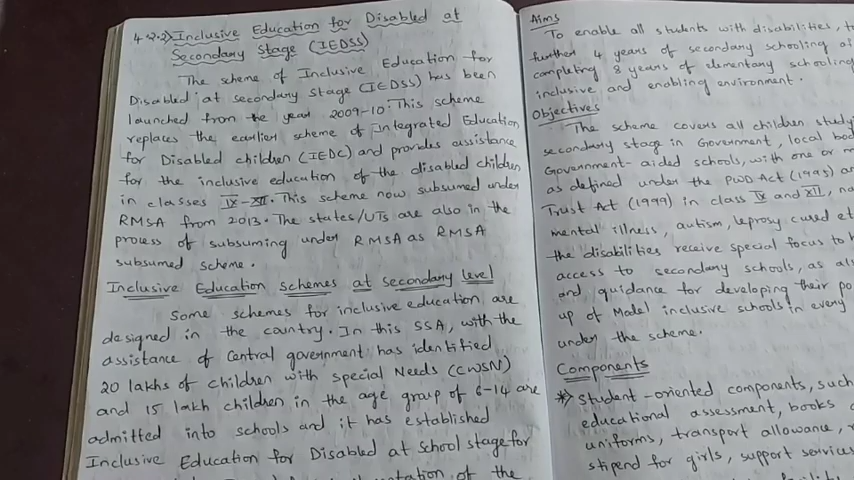 4.2.2) Inclusive Education for Disabled at
Secondary Stage (IEDSS)
The scheme of Inclusive Education for
Disabled at secondary stage (IEDSS) has been
launched from the year 2009-10. This scheme
replaces the earlier scheme of Integrated Education
for Disabled children (IEDC) and provides assistance
for the inclusive education of the disabled children
in classes IX-XII. This scheme now subsumed under
RMSA from 2013. The states/UTs are also in the
process of subsuming under RMSA as RMSA
subsumed scheme.
Inclusive Education schemes at secondary level
Some schemes for inclusive education are
designed in the country. In this SSA, with the
assistance of Central government has identified
20 lakhs of children with special Needs (CWSN)
and 15 lakh children in the age group of 6-14 are
admitted into schools and it has established
Inclusive Education for Disabled at school stage for
of the
Aims
To enable all students with disabilities,
further 4 years of secondary schooling
completing 8 years of elementary schooling
inclusive and enabling environment.
Objectives
The scheme covers all children
secondary stage in Government, local
Government-aided schools, with one or
as defined under the PWD Act (1995)
Trust Act (1999) in class IX and XII,
mental illness, autism, leprosy cured
the disabilities receive special focus to
access to secondary schools, as
and guidance for developing their
up of Model inclusive schools in every
under the scheme.
Components
*) Student-oriented components, such
educational assessment, books
uniforms, transport allowance,
stipend for girls, support services